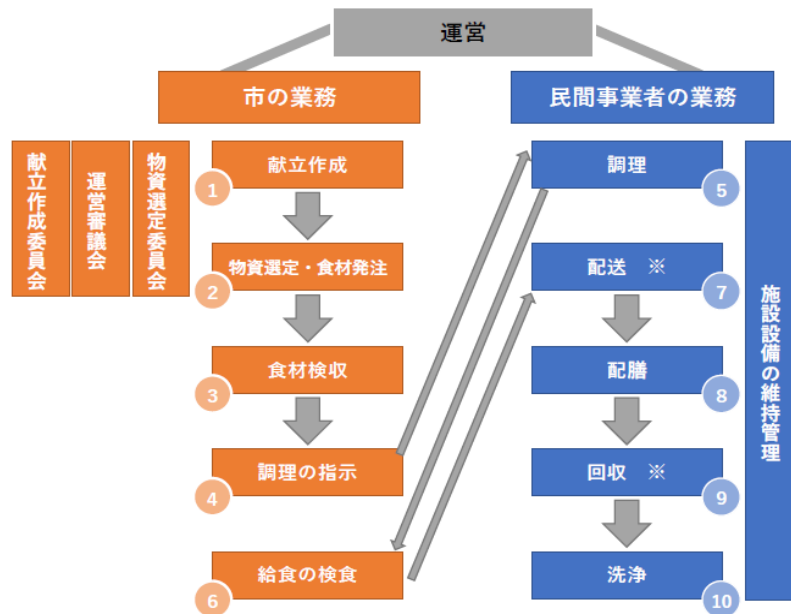 運営
市の業務
民間事業者の業務
献立作成委員会
運営審議会
物資選定委員会
献立作成
1
物資選定・食材発注
2
食材検収
3
調理の指示
4
給食の検食
6
調理
5
配送　※
7
配膳
8
回収　※
9
洗浄
10
施設設備の維持管理